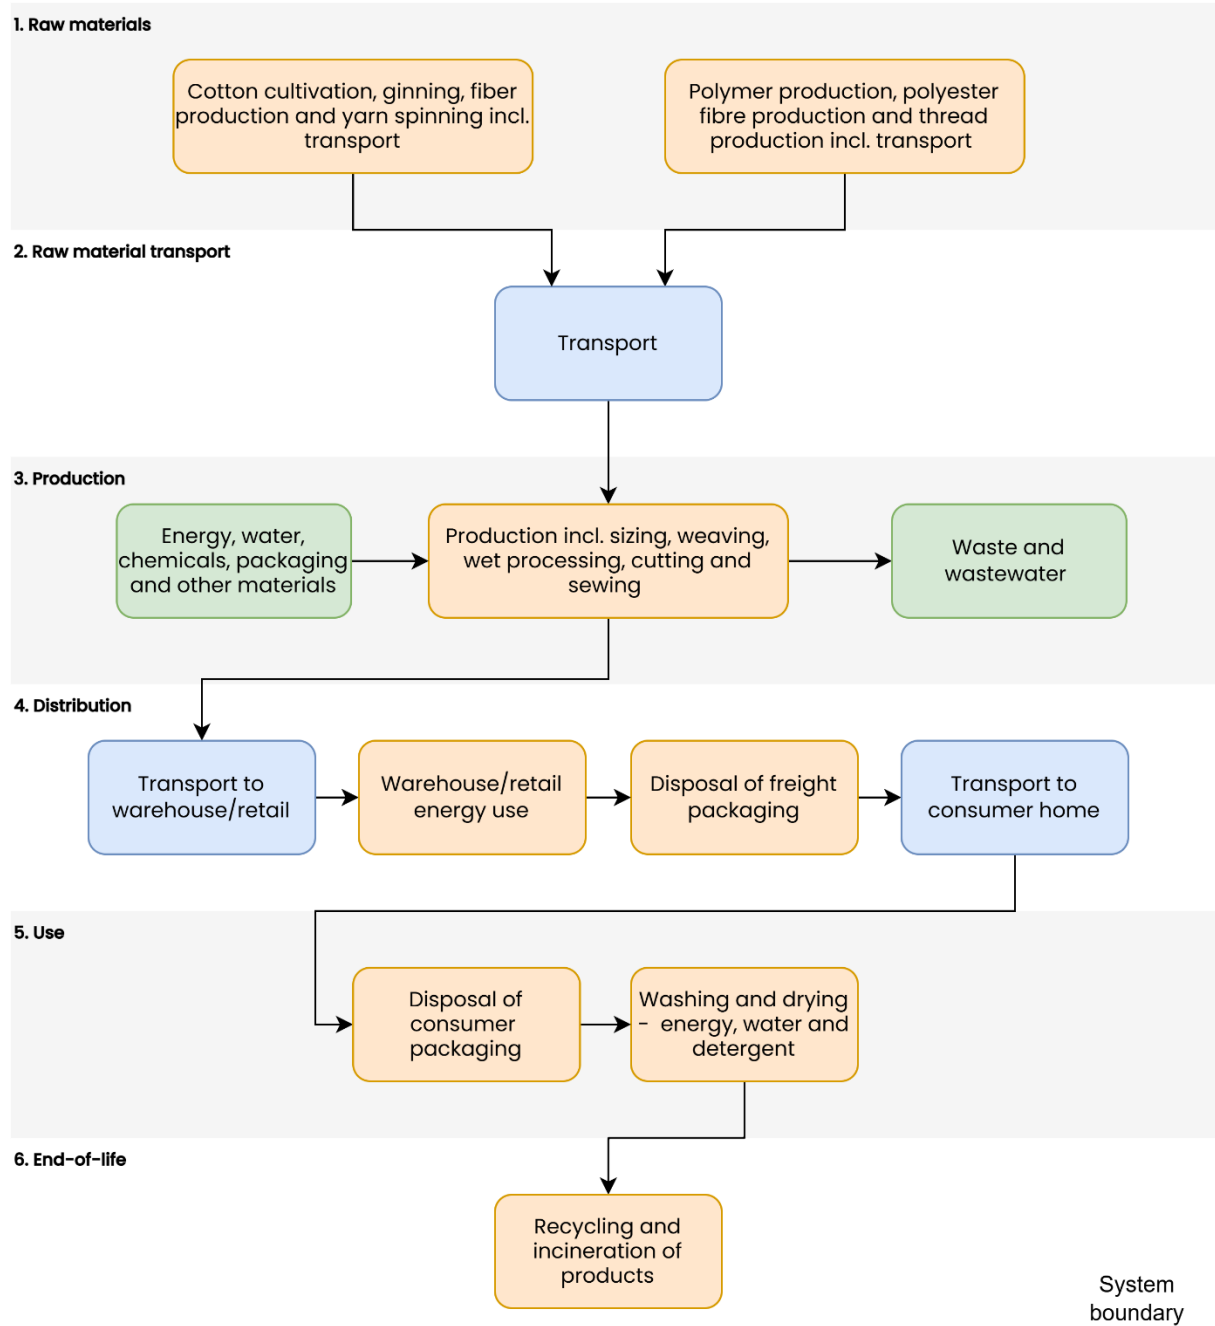 1. Raw materials
Cotton cultivation, ginning, fiber
production and yarn spinning incl.
transport
Polymer production, polyester
fibre production and thread
production incl. transport
2. Raw material transport
Transport
3. Production
Energy, water,
chemicals, packaging
and other materials
Production incl. sizing, weaving,
wet processing, cutting and
sewing
Waste and
wastewater
4. Distribution
Transport to
warehouse/retail
Warehouse/retail
energy use
Disposal of freight
packaging
Transport to
consumer home
5. Use
Disposal of
consumer
packaging
Washing and drying
- energy, water and
detergent
6. End-of-life
Recycling and
incineration of
products
System
boundary